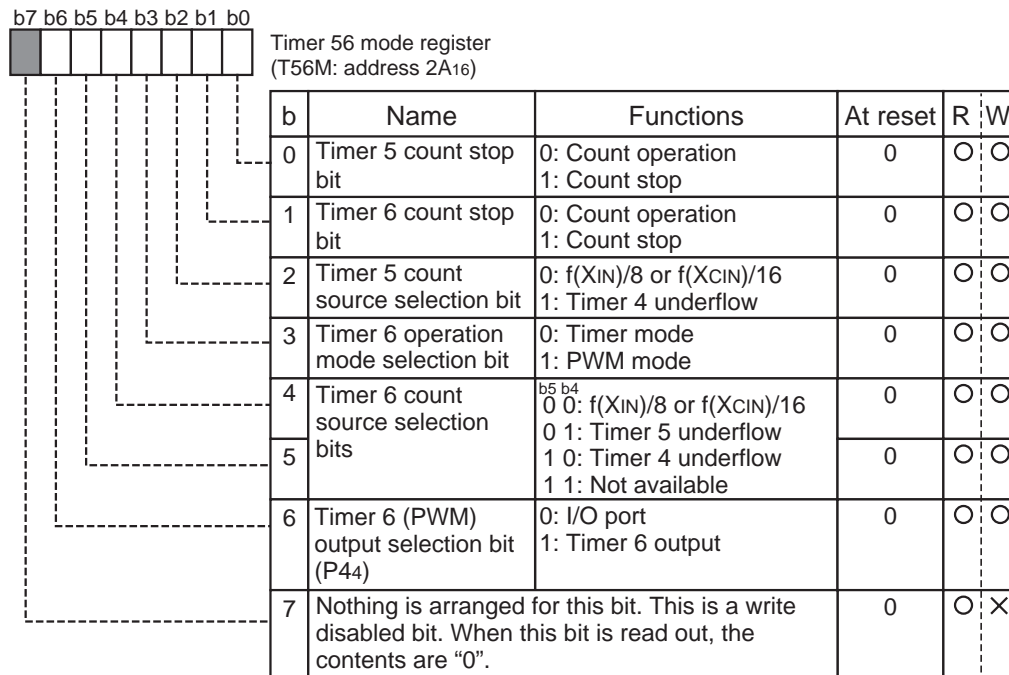 b7 b6 b5 b4 b3 b2 b1 b0
Timer 56 mode register
(T56M: address 2A16)
b Name Functions At reset R W
0 Timer 5 count stop bit 0: Count operation 0 ○ ○
1: Count stop
1 Timer 6 count stop bit 0: Count operation 0 ○ ○
1: Count stop
2 Timer 5 count source selection bit 0: f(XIN)/8 or f(XCIN)/16 0 ○ ○
1: Timer 4 underflow
3 Timer 6 operation mode selection bit 0: Timer mode 0 ○ ○
1: PWM mode
4 Timer 6 count source selection bits b5 b4 0 ○ ○
0 0: f(XIN)/8 or f(XCIN)/16
0 1: Timer 5 underflow
5 1 0: Timer 4 underflow 0 ○ ○
1 1: Not available
6 Timer 6 (PWM) output selection bit (P44) 0: I/O port 0 ○ ○
1: Timer 6 output
7 Nothing is arranged for this bit. This is a write 0 ○ ×
disabled bit. When this bit is read out, the
contents are “0”.